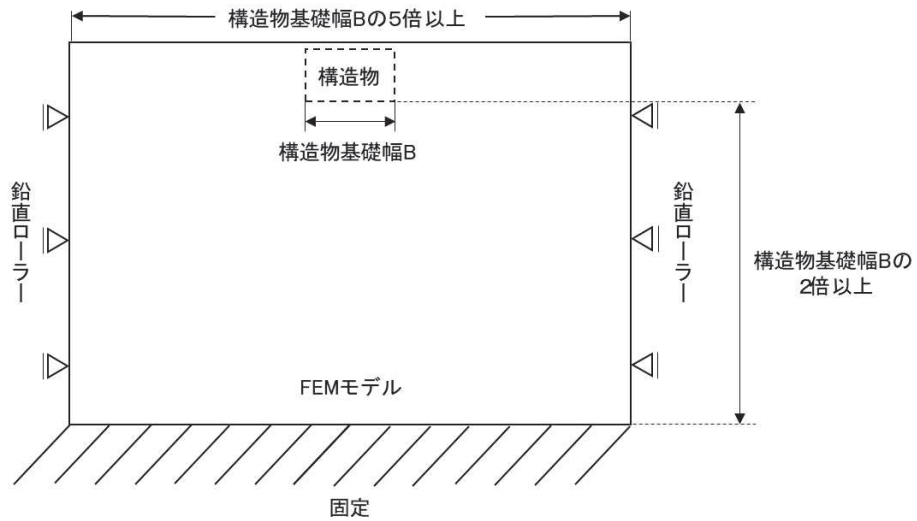 構造物基礎幅Bの5倍以上
構造物
構造物基礎幅B
鉛直ローラー
鉛直ローラー
構造物基礎幅Bの
2倍以上
FEMモデル
固定